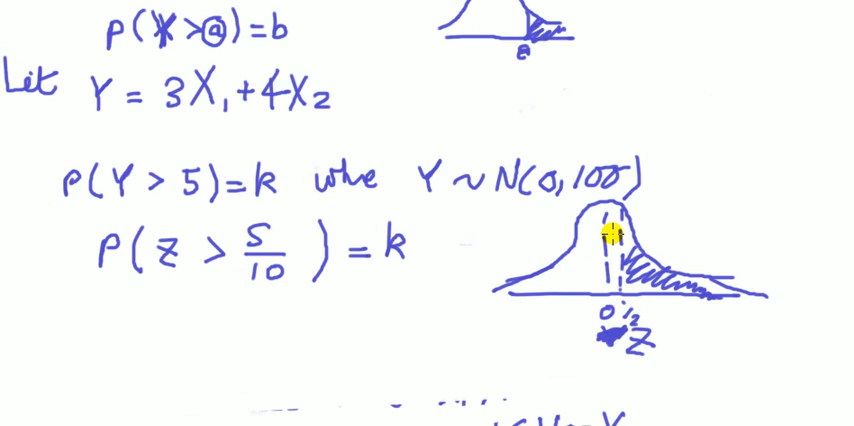 P(X > a) = b
a
Let Y = 3X₁ + 4X₂
P(Y > 5) = k whe Y ~ N(0, 100)
P(Z > 5/10) = k
0 ½
Z